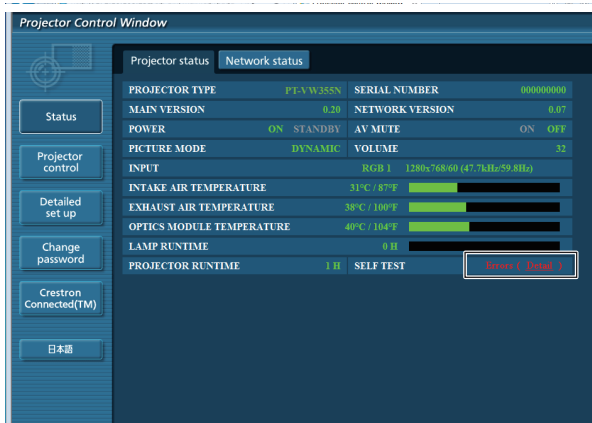 Projector Control Window
Projector status Network status
PROJECTOR TYPE PT-VW355N SERIAL NUMBER 000000000
MAIN VERSION 0.20 NETWORK VERSION 0.07
POWER ON STANDBY AV MUTE ON OFF
PICTURE MODE DYNAMIC VOLUME 32
INPUT RGB 1 1280x768/60 (47.7kHz/59.8Hz)
INTAKE AIR TEMPERATURE 31°C / 87°F
EXHAUST AIR TEMPERATURE 38°C / 100°F
OPTICS MODULE TEMPERATURE 40°C / 104°F
LAMP RUNTIME 0 H
PROJECTOR RUNTIME 1 H SELF TEST Errors ( Detail )
Status
Projector
control
Detailed
set up
Change
password
Crestron
Connected(TM)
日本語